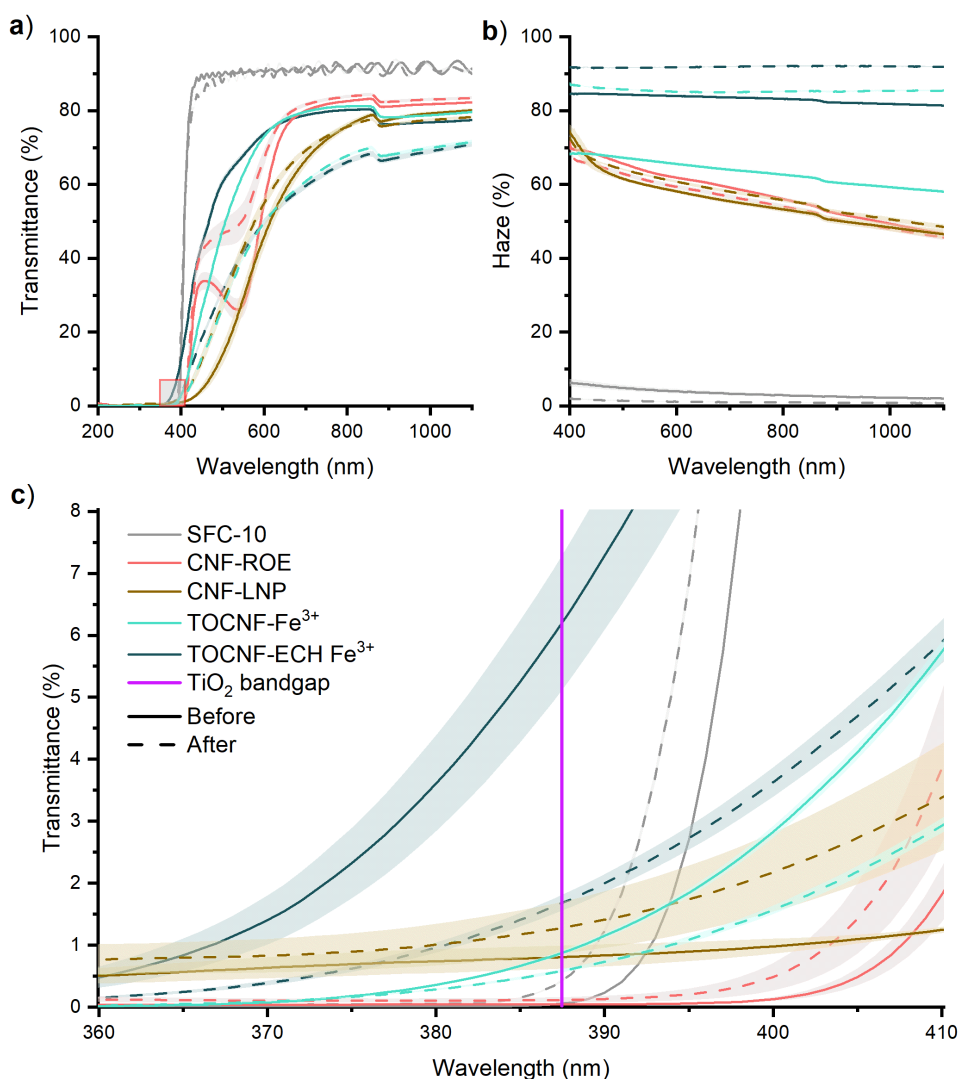 a)
100
80
60
40
20
0
Transmittance (%)
200 400 600 800 1000
Wavelength (nm)
b)
100
80
60
40
20
0
Haze (%)
400 600 800 1000
Wavelength (nm)
c)
8
7
6
5
4
3
2
1
0
Transmittance (%)
SFC-10
CNF-ROE
CNF-LNP
TOCNF-Fe³⁺
TOCNF-ECH Fe³⁺
TiO₂ bandgap
Before
After
360 370 380 390 400 410
Wavelength (nm)